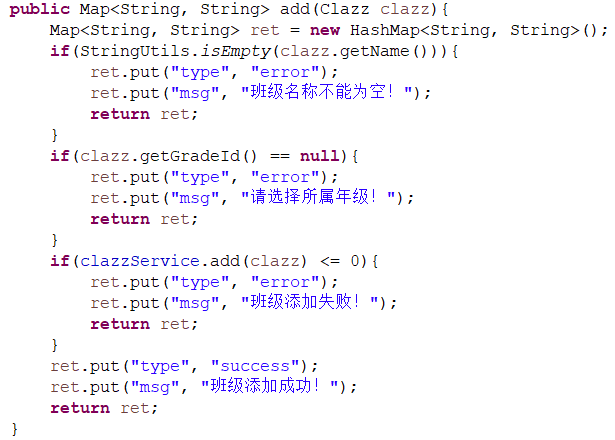 public Map<String, String> add(Clazz clazz){
    Map<String, String> ret = new HashMap<String, String>();
    if(StringUtils.isEmpty(clazz.getName())){
        ret.put("type", "error");
        ret.put("msg", "班级名称不能为空！");
        return ret;
    }
    if(clazz.getGradeId() == null){
        ret.put("type", "error");
        ret.put("msg", "请选择所属年级！");
        return ret;
    }
    if(clazzService.add(clazz) <= 0){
        ret.put("type", "error");
        ret.put("msg", "班级添加失败！");
        return ret;
    }
    ret.put("type", "success");
    ret.put("msg", "班级添加成功！");
    return ret;
}